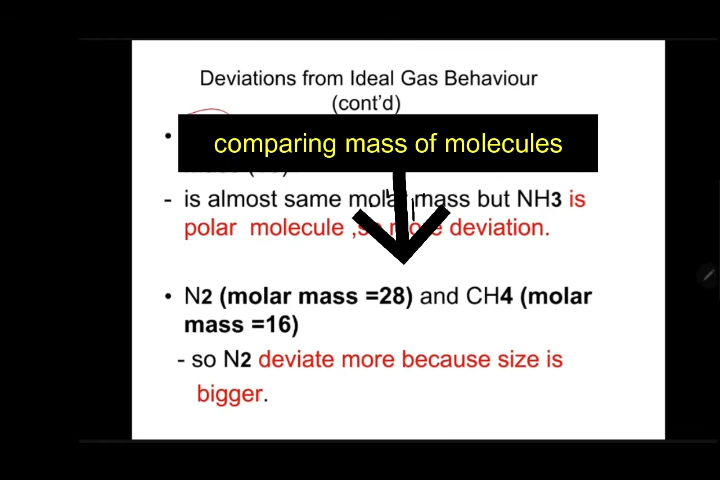 Deviations from Ideal Gas Behaviour
(cont'd)
•
comparing mass of molecules
- is almost same molar mass but NH3 is
polar molecule ,so more deviation.
• N2 (molar mass =28) and CH4 (molar
mass =16)
- so N2 deviate more because size is
bigger.